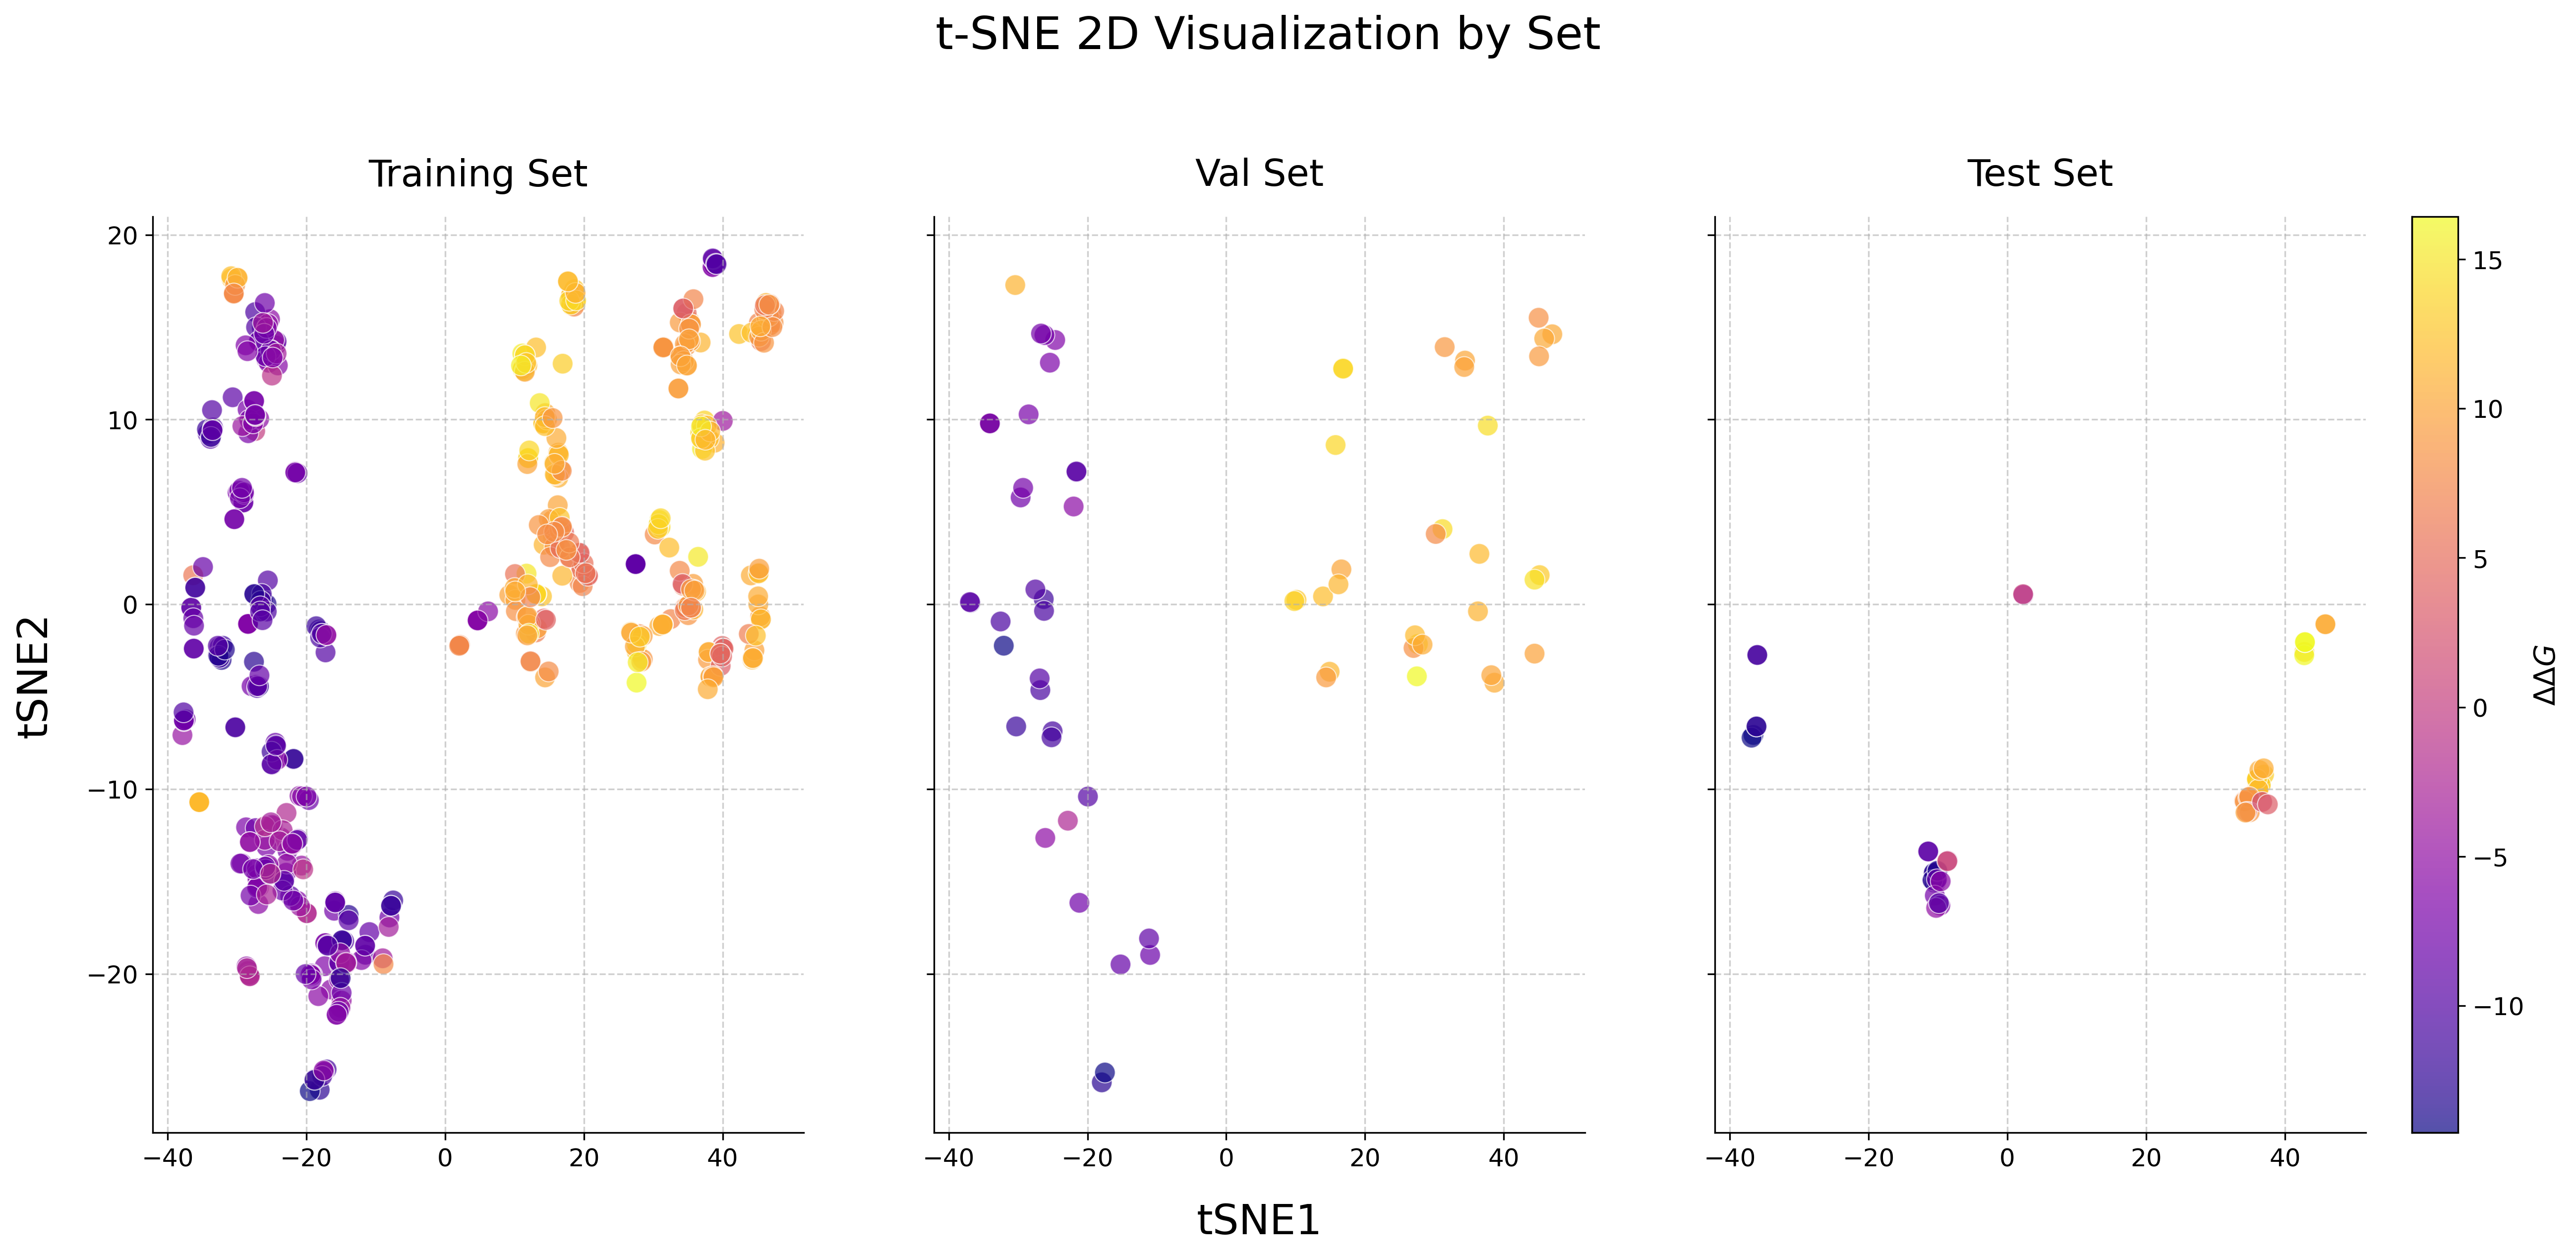 t-SNE 2D Visualization by Set
Training Set
Val Set
Test Set
20
10
0
−10
−20
tSNE2
−40 −20 0 20 40
−40 −20 0 20 40
−40 −20 0 20 40
tSNE1
15
10
5
0
−5
−10
ΔΔG